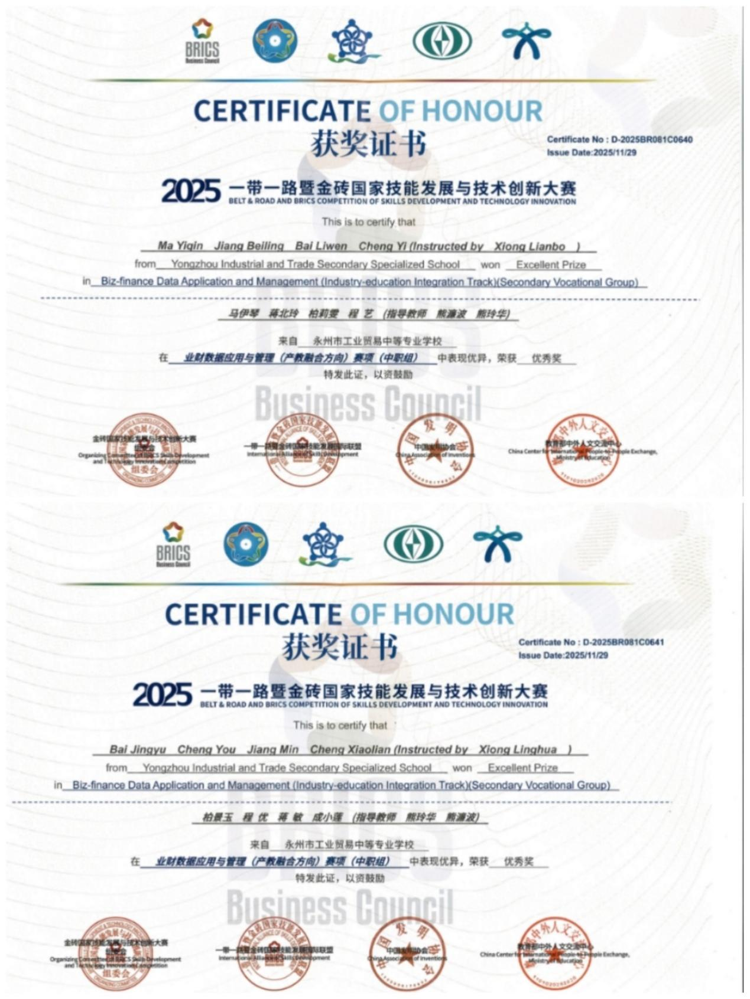 BRICS
Business Council
CERTIFICATE OF HONOUR
获奖证书
Certificate No : D-2025BR081C0640
Issue Date:2025/11/29
2025 一带一路暨金砖国家技能发展与技术创新大赛
BELT & ROAD AND BRICS COMPETITION OF SKILLS DEVELOPMENT AND TECHNOLOGY INNOVATION
This is to certify that
Ma Yiqin Jiang Beiling Bai Liwen Cheng Yi (Instructed by Xiong Lianbo )
from Yongzhou Industrial and Trade Secondary Specialized School won Excellent Prize
in Biz-finance Data Application and Management (Industry-education Integration Track)(Secondary Vocational Group)
马伊琴 蒋北玲 柏莉雯 程 艺 (指导教师 熊濂波 熊玲华)
来自 永州市工业贸易中等专业学校
在 业财数据应用与管理（产教融合方向）赛项（中职组） 中表现优异，荣获 优秀奖
特发此证，以资鼓励
Business Council
金砖国家技能发展与技术创新大赛
组委会
Organizing Committee of BRICS Skills Development
and Technology Innovation Competition
组委会
一带一路暨金砖国家技能发展国际联盟
International Alliance of Skills Development
中国发明协会
China Association of Inventions
中国发明协会
教育部中外人文交流中心
China Center for International People-to-People Exchange,
Ministry of Education
BRICS
Business Council
CERTIFICATE OF HONOUR
获奖证书
Certificate No : D-2025BR081C0641
Issue Date:2025/11/29
2025 一带一路暨金砖国家技能发展与技术创新大赛
BELT & ROAD AND BRICS COMPETITION OF SKILLS DEVELOPMENT AND TECHNOLOGY INNOVATION
This is to certify that
Bai Jingyu Cheng You Jiang Min Cheng Xiaolian (Instructed by Xiong Linghua )
from Yongzhou Industrial and Trade Secondary Specialized School won Excellent Prize
in Biz-finance Data Application and Management (Industry-education Integration Track)(Secondary Vocational Group)
柏景玉 程 优 蒋 敏 成小莲 (指导教师 熊玲华 熊濂波)
来自 永州市工业贸易中等专业学校
在 业财数据应用与管理（产教融合方向）赛项（中职组） 中表现优异，荣获 优秀奖
特发此证，以资鼓励
Business Council
金砖国家技能发展与技术创新大赛
组委会
Organizing Committee of BRICS Skills Development
and Technology Innovation Competition
组委会
一带一路暨金砖国家技能发展国际联盟
International Alliance of Skills Development
中国发明协会
China Association of Inventions
中国发明协会
教育部中外人文交流中心
China Center for International People-to-People Exchange,
Ministry of Education